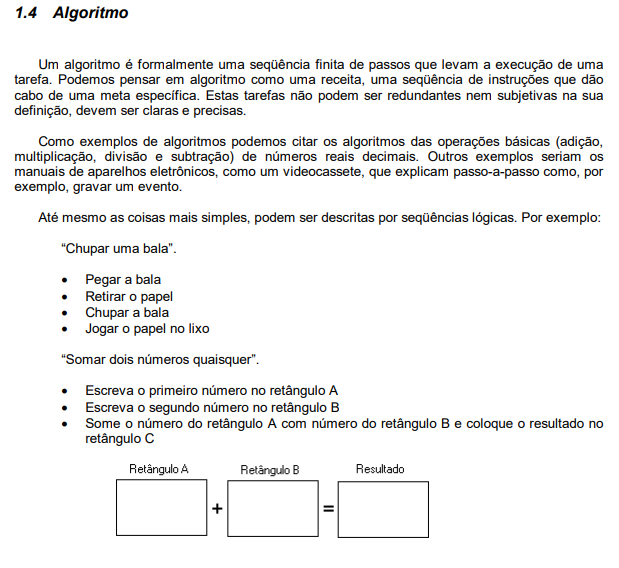 1.4 Algoritmo
Um algoritmo é formalmente uma seqüência finita de passos que levam a execução de uma
tarefa. Podemos pensar em algoritmo como uma receita, uma seqüência de instruções que dão
cabo de uma meta específica. Estas tarefas não podem ser redundantes nem subjetivas na sua
definição, devem ser claras e precisas.
Como exemplos de algoritmos podemos citar os algoritmos das operações básicas (adição,
multiplicação, divisão e subtração) de números reais decimais. Outros exemplos seriam os
manuais de aparelhos eletrônicos, como um videocassete, que explicam passo-a-passo como, por
exemplo, gravar um evento.
Até mesmo as coisas mais simples, podem ser descritas por seqüências lógicas. Por exemplo:
“Chupar uma bala”.
• Pegar a bala
• Retirar o papel
• Chupar a bala
• Jogar o papel no lixo
“Somar dois números quaisquer”.
• Escreva o primeiro número no retângulo A
• Escreva o segundo número no retângulo B
• Some o número do retângulo A com número do retângulo B e coloque o resultado no
retângulo C
Retângulo A Retângulo B Resultado
+ =